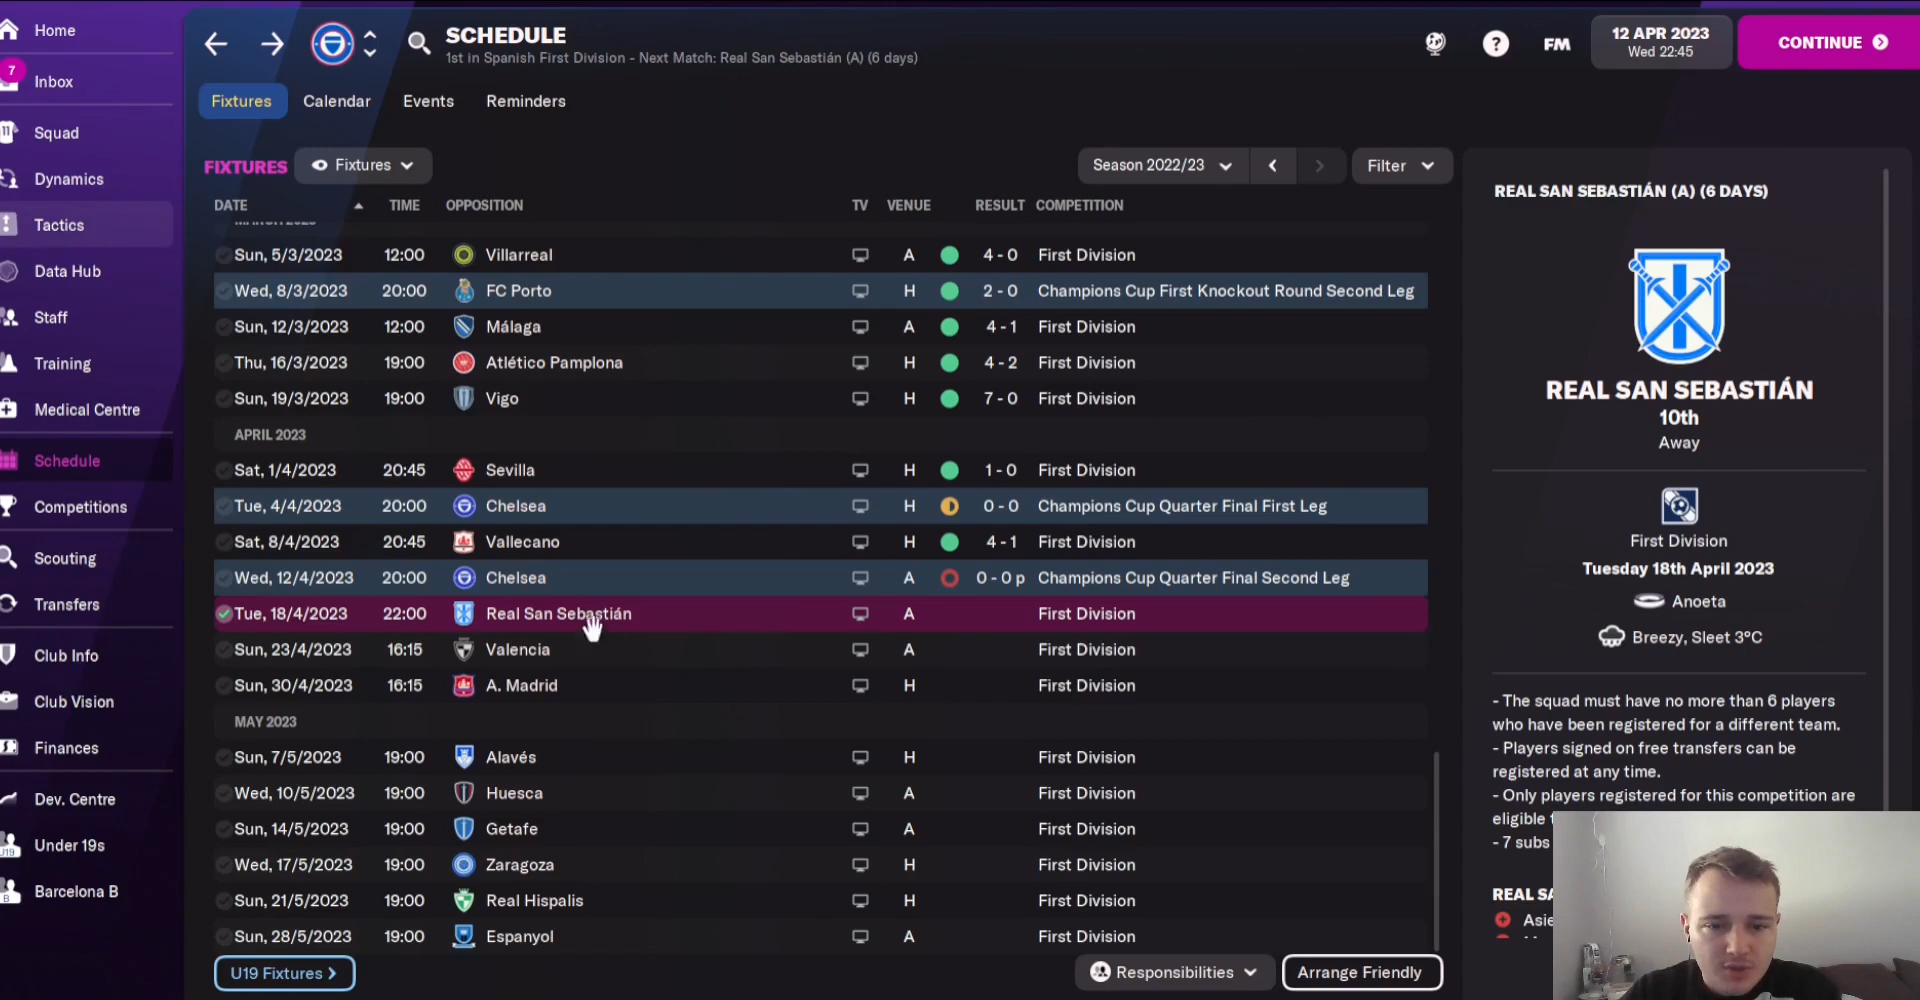 Home
7
Inbox
Squad
Dynamics
Tactics
Data Hub
Staff
Training
Medical Centre
Schedule
Competitions
Scouting
Transfers
Club Info
Club Vision
Finances
Dev. Centre
U19
Under 19s
B
Barcelona B
SCHEDULE
1st in Spanish First Division - Next Match: Real San Sebastián (A) (6 days)
?
FM
12 APR 2023
Wed 22:45
CONTINUE
Fixtures Calendar Events Reminders
FIXTURES Fixtures Season 2022/23 Filter
DATE TIME OPPOSITION TV VENUE RESULT COMPETITION
MARCH 2023
Sun, 5/3/2023 12:00 Villarreal A 4 - 0 First Division
Wed, 8/3/2023 20:00 FC Porto H 2 - 0 Champions Cup First Knockout Round Second Leg
Sun, 12/3/2023 12:00 Málaga A 4 - 1 First Division
Thu, 16/3/2023 19:00 Atlético Pamplona H 4 - 2 First Division
Sun, 19/3/2023 19:00 Vigo H 7 - 0 First Division
APRIL 2023
Sat, 1/4/2023 20:45 Sevilla H 1 - 0 First Division
Tue, 4/4/2023 20:00 Chelsea H 0 - 0 Champions Cup Quarter Final First Leg
Sat, 8/4/2023 20:45 Vallecano H 4 - 1 First Division
Wed, 12/4/2023 20:00 Chelsea A 0 - 0 p Champions Cup Quarter Final Second Leg
Tue, 18/4/2023 22:00 Real San Sebastián A First Division
Sun, 23/4/2023 16:15 Valencia A First Division
Sun, 30/4/2023 16:15 A. Madrid H First Division
MAY 2023
Sun, 7/5/2023 19:00 Alavés H First Division
Wed, 10/5/2023 19:00 Huesca A First Division
Sun, 14/5/2023 19:00 Getafe A First Division
Wed, 17/5/2023 19:00 Zaragoza H First Division
Sun, 21/5/2023 19:00 Real Hispalis H First Division
Sun, 28/5/2023 19:00 Espanyol A First Division
U19 Fixtures
Responsibilities
Arrange Friendly
REAL SAN SEBASTIÁN (A) (6 DAYS)
REAL SAN SEBASTIÁN
10th
Away
First Division
Tuesday 18th April 2023
Anoeta
Breezy, Sleet 3°C
- The squad must have no more than 6 players
who have been registered for a different team.
- Players signed on free transfers can be
registered at any time.
- Only players registered for this competition are
eligible
- 7 subs
REAL
Asie